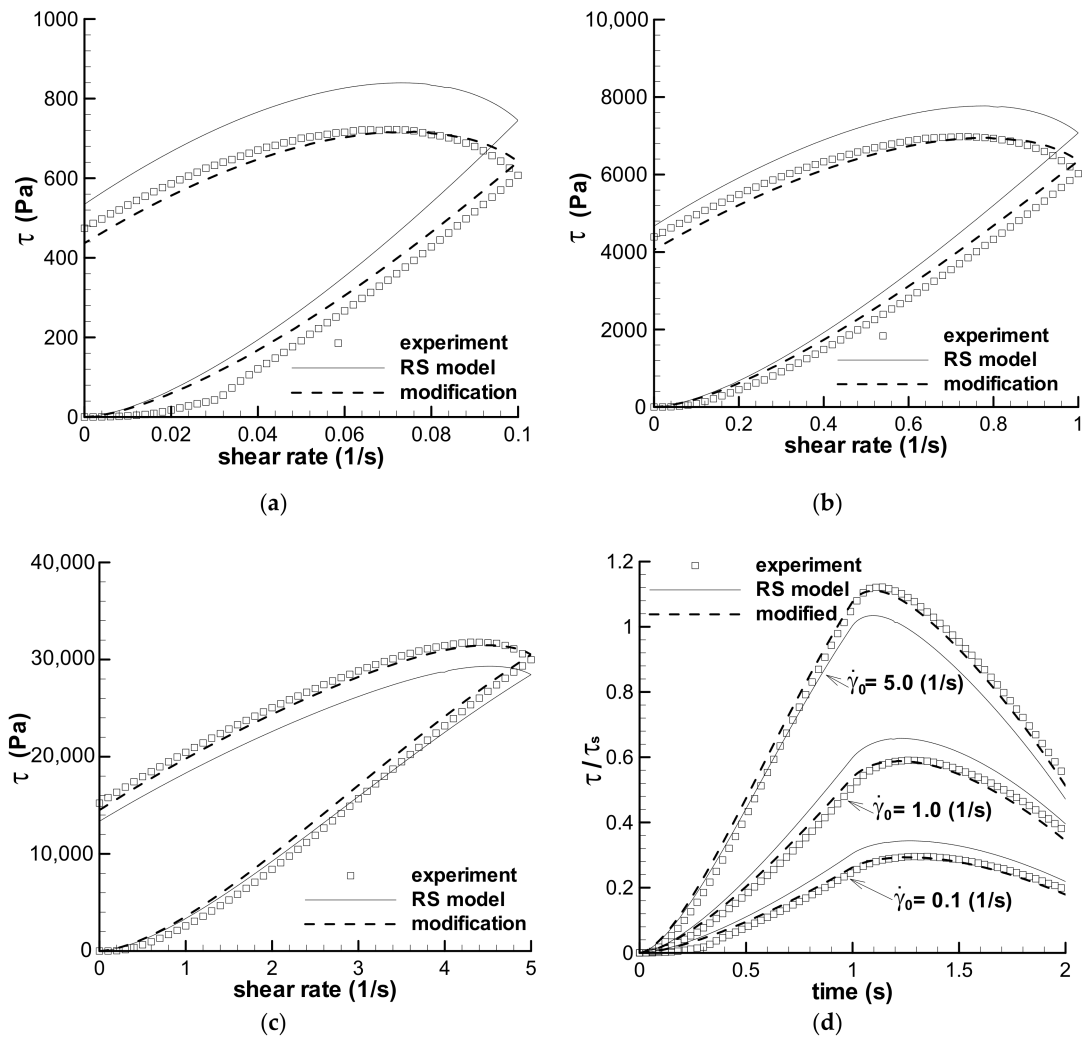 1000
800
600
400
200
0
τ (Pa)
experiment
RS model
modification
0 0.02 0.04 0.06 0.08 0.1
shear rate (1/s)
(a)
10,000
8000
6000
4000
2000
0
τ (Pa)
experiment
RS model
modification
0 0.2 0.4 0.6 0.8 1
shear rate (1/s)
(b)
40,000
30,000
20,000
10,000
0
τ (Pa)
experiment
RS model
modification
0 1 2 3 4 5
shear rate (1/s)
(c)
1.2
1
0.8
0.6
0.4
0.2
0
τ / τs
experiment
RS model
modified
γ̇₀= 5.0 (1/s)
γ̇₀= 1.0 (1/s)
γ̇₀= 0.1 (1/s)
0 0.5 1 1.5 2
time (s)
(d)